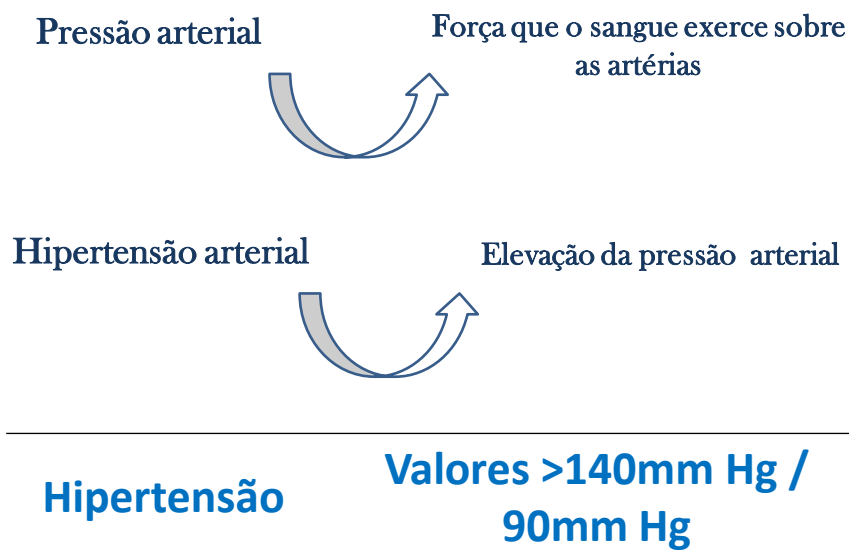 Pressão arterial
Força que o sangue exerce sobre
as artérias
Hipertensão arterial
Elevação da pressão arterial
Hipertensão
Valores >140mm Hg /
90mm Hg